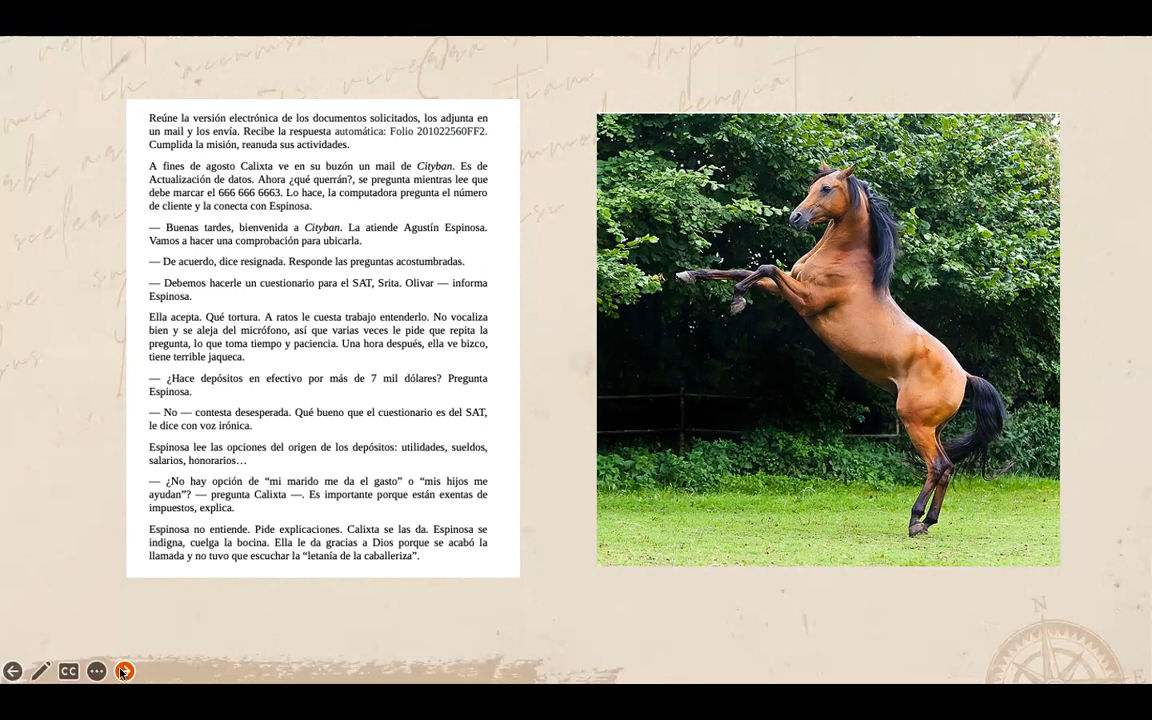 Reúne la versión electrónica de los documentos solicitados, los adjunta en
un mail y los envía. Recibe la respuesta automática: Folio 201022560FF2.
Cumplida la misión, reanuda sus actividades.
A fines de agosto Calixta ve en su buzón un mail de Cityban. Es de
Actualización de datos. Ahora ¿qué querrán?, se pregunta mientras lee que
debe marcar el 666 666 6663. Lo hace, la computadora pregunta el número
de cliente y la conecta con Espinosa.
— Buenas tardes, bienvenida a Cityban. La atiende Agustín Espinosa.
Vamos a hacer una comprobación para ubicarla.
— De acuerdo, dice resignada. Responde las preguntas acostumbradas.
— Debemos hacerle un cuestionario para el SAT, Srita. Olivar — informa
Espinosa.
Ella acepta. Qué tortura. A ratos le cuesta trabajo entenderlo. No vocaliza
bien y se aleja del micrófono, así que varias veces le pide que repita la
pregunta, lo que toma tiempo y paciencia. Una hora después, ella ve bizco,
tiene terrible jaqueca.
— ¿Hace depósitos en efectivo por más de 7 mil dólares? Pregunta
Espinosa.
— No — contesta desesperada. Qué bueno que el cuestionario es del SAT,
le dice con voz irónica.
Espinosa lee las opciones del origen de los depósitos: utilidades, sueldos,
salarios, honorarios…
— ¿No hay opción de “mi marido me da el gasto” o “mis hijos me
ayudan”? — pregunta Calixta —. Es importante porque están exentas de
impuestos, explica.
Espinosa no entiende. Pide explicaciones. Calixta se las da. Espinosa se
indigna, cuelga la bocina. Ella le da gracias a Dios porque se acabó la
llamada y no tuvo que escuchar la “letanía de la caballeriza”.
N
E
CC